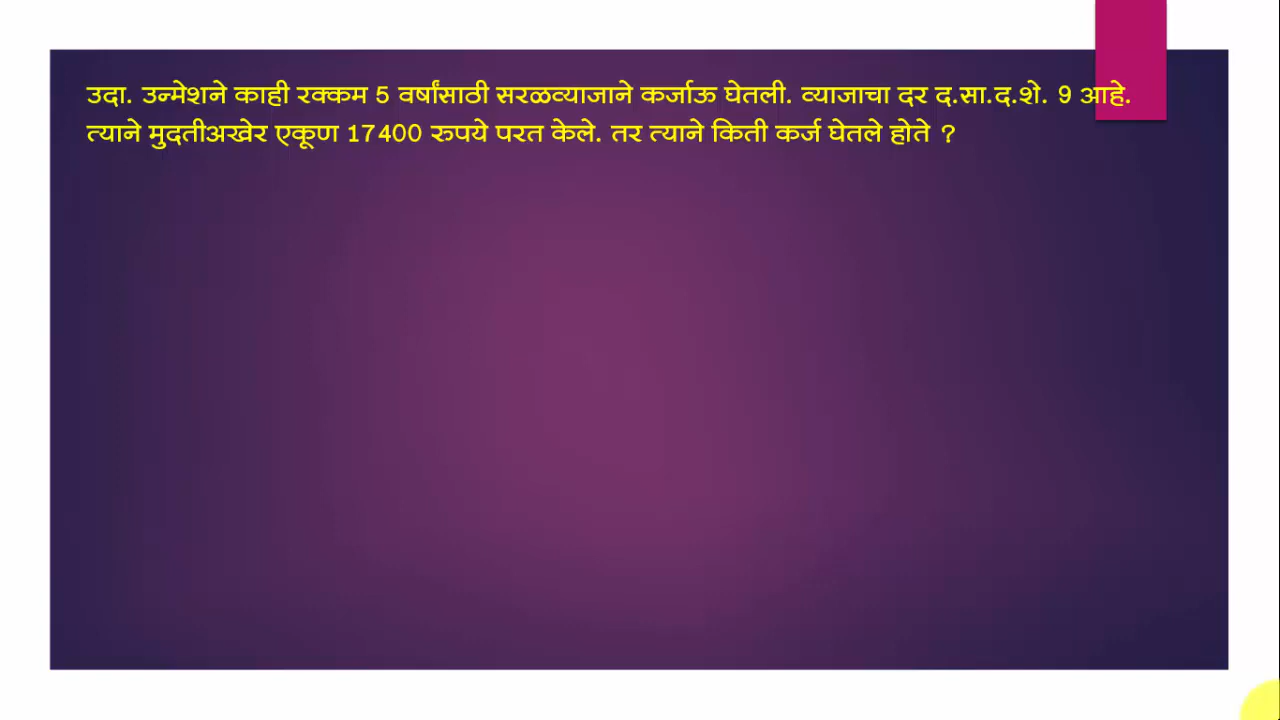 उदा. उन्मेशने काही रक्कम 5 वर्षांसाठी सरळव्याजाने कर्जाऊ घेतली. व्याजाचा दर द.सा.द.शे. 9 आहे.
त्याने मुदतीअखेर एकूण 17400 रुपये परत केले. तर त्याने किती कर्ज घेतले होते ?